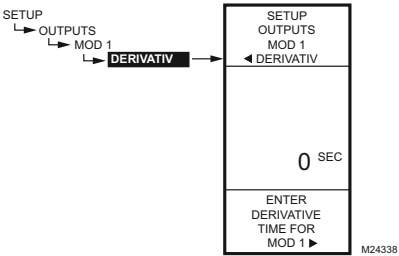 SETUP
OUTPUTS
MOD 1
DERIVATIV
SETUP
OUTPUTS
MOD 1
◀ DERIVATIV
0 SEC
ENTER
DERIVATIVE
TIME FOR
MOD 1 ▶
M24338